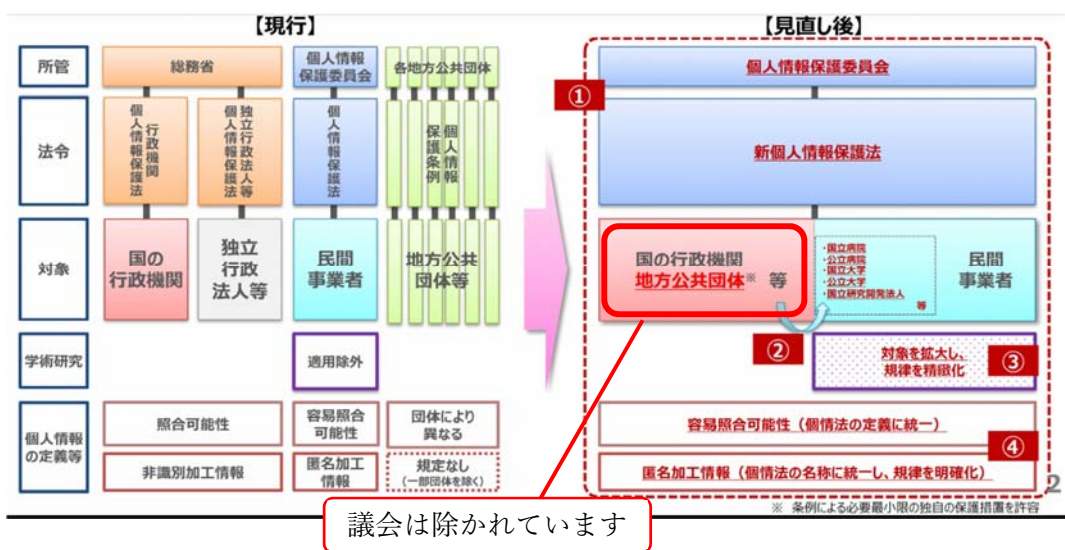 【現行】
所管
総務省
個人情報
保護委員会
各地方公共団体
法令
行政機関
個人情報保護法
独立行政法人等
個人情報保護法
個人情報保護法
個人情報
保護条例
対象
国の
行政機関
独立
行政
法人等
民間
事業者
地方公共
団体等
学術研究
適用除外
個人情報
の定義等
照合可能性
容易照合
可能性
団体により
異なる
非識別加工情報
匿名加工
情報
規定なし
(一部団体を除く)
【見直し後】
①
個人情報保護委員会
新個人情報保護法
国の行政機関
地方公共団体※ 等
・国立病院
・公立病院
・国立大学
・公立大学
・国立研究開発法人
等
民間
事業者
②
対象を拡大し、
規律を精緻化
③
容易照合可能性（個情法の定義に統一）
④
匿名加工情報（個情法の名称に統一し、規律を明確化）
2
※ 条例による必要最小限の独自の保護措置を許容
議会は除かれています